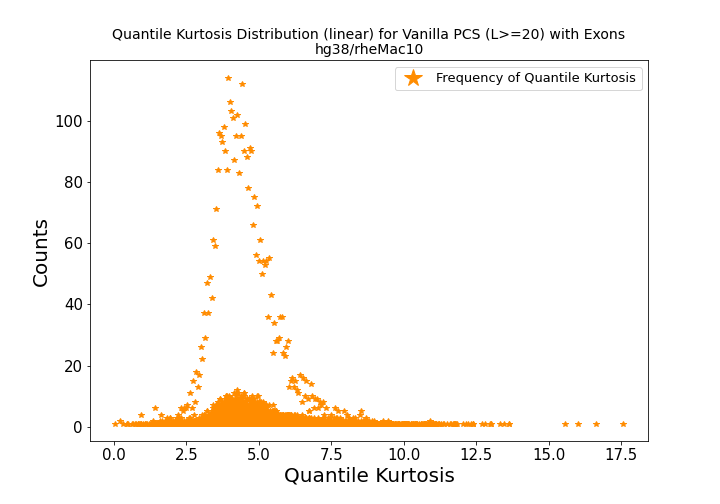 Quantile Kurtosis Distribution (linear) for Vanilla PCS (L>=20) with Exons
hg38/rheMac10
Frequency of Quantile Kurtosis
Counts
100
80
60
40
20
0
0.0 2.5 5.0 7.5 10.0 12.5 15.0 17.5
Quantile Kurtosis